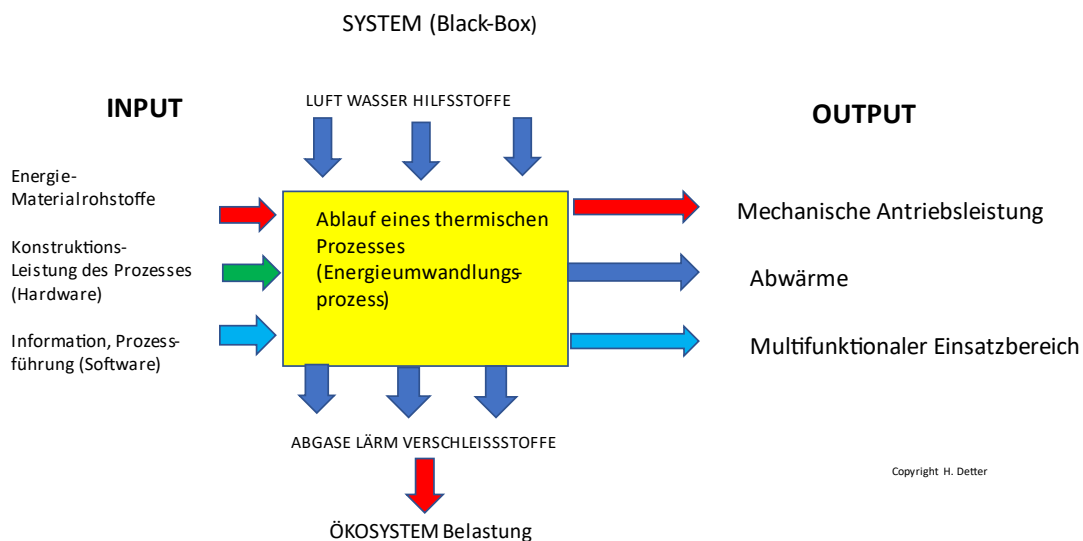 SYSTEM (Black-Box)
INPUT
LUFT WASSER HILFSSTOFFE
OUTPUT
Energie-
Materialrohstoffe
Konstruktions-
Leistung des Prozesses
(Hardware)
Information, Prozess-
führung (Software)
Ablauf eines thermischen
Prozesses
(Energieumwandlungs-
prozess)
Mechanische Antriebsleistung
Abwärme
Multifunktionaler Einsatzbereich
ABGASE LÄRM VERSCHLEISSSTOFFE
Copyright H. Detter
ÖKOSYSTEM Belastung